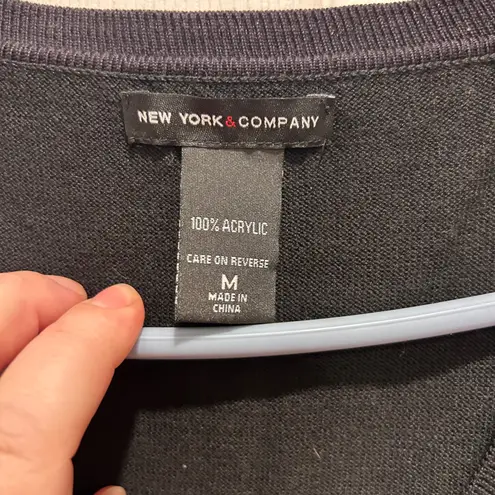 NEW YORK & COMPANY
100% ACRYLIC
CARE ON REVERSE
M
MADE IN
CHINA